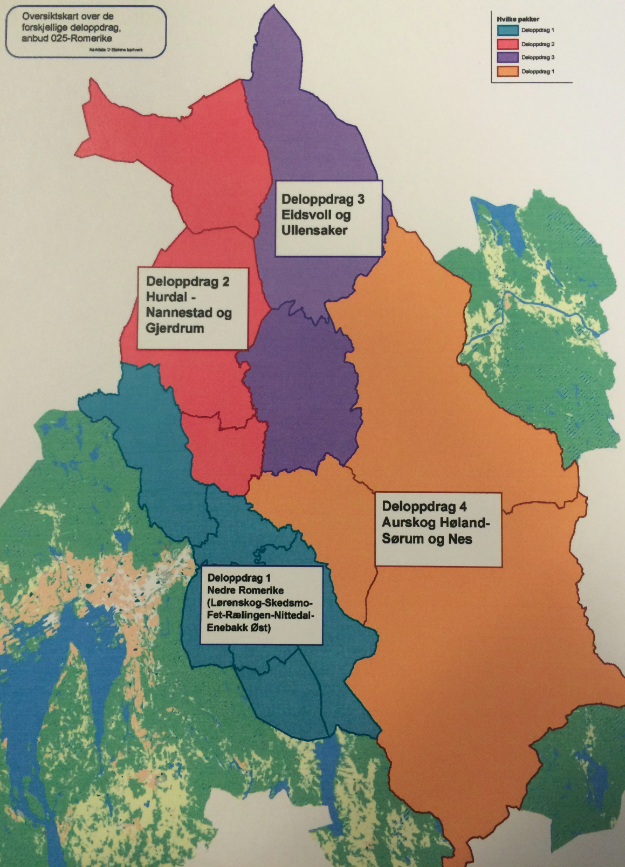 Oversiktskart over de
forskjellige deloppdrag,
anbud 025-Romerike
Hvilke pakker
Deloppdrag 1
Deloppdrag 2
Deloppdrag 3
Deloppdrag 1
Deloppdrag 3
Eidsvoll og
Ullensaker
Deloppdrag 2
Hurdal -
Nannestad og
Gjerdrum
Deloppdrag 4
Aurskog Høland-
Sørum og Nes
Deloppdrag 1
Nedre Romerike
(Lørenskog-Skedsmo-
Fet-Rælingen-Nittedal-
Enebakk Øst)